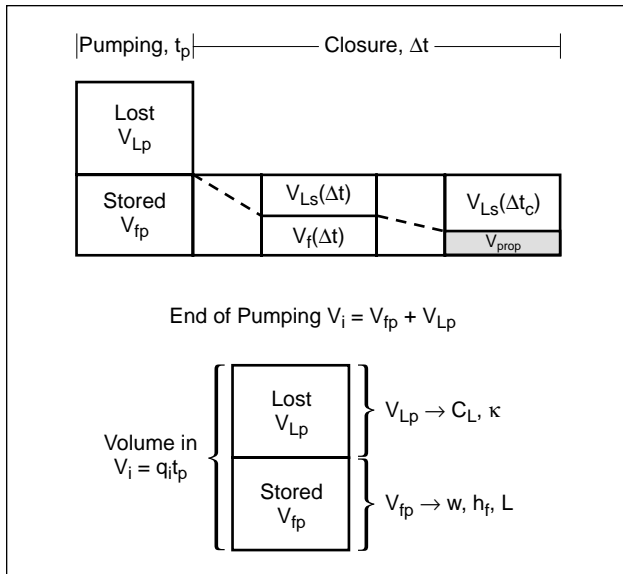 Pumping, tp
Closure, Δt
Lost
VLp
Stored
Vfp
VLs(Δt)
Vf(Δt)
VLs(Δtc)
Vprop
End of Pumping Vi = Vfp + VLp
Volume in
Vi = qitp
Lost
VLp
Stored
Vfp
VLp → CL, κ
Vfp → w, hf, L